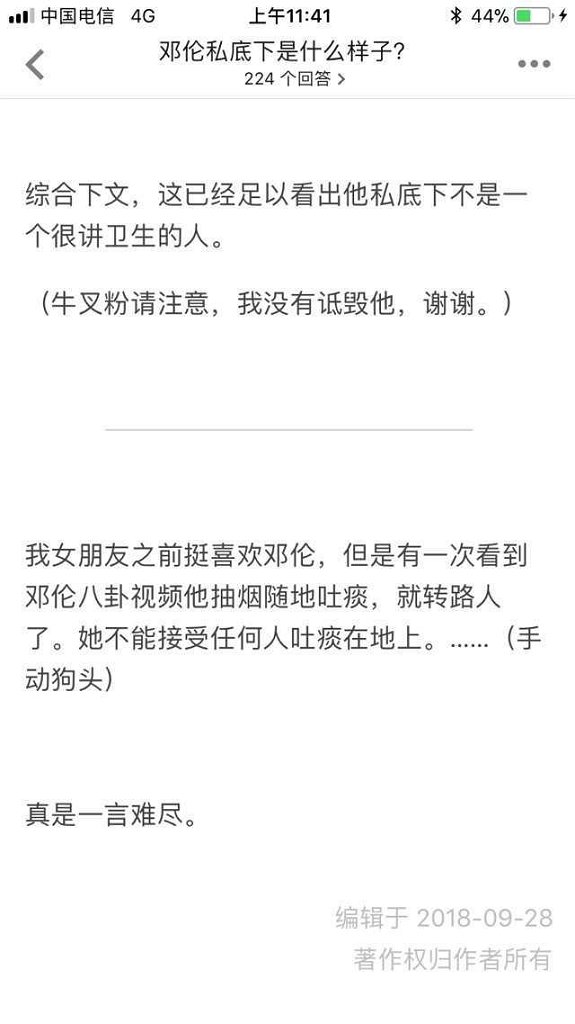 中国电信 4G 上午11:41 44%
邓伦私底下是什么样子?
224 个回答
综合下文，这已经足以看出他私底下不是一
个很讲卫生的人。
（牛叉粉请注意，我没有诋毁他，谢谢。）
我女朋友之前挺喜欢邓伦，但是有一次看到
邓伦八卦视频他抽烟随地吐痰，就转路人
了。她不能接受任何人吐痰在地上。……（手
动狗头）
真是一言难尽。
编辑于 2018-09-28
著作权归作者所有